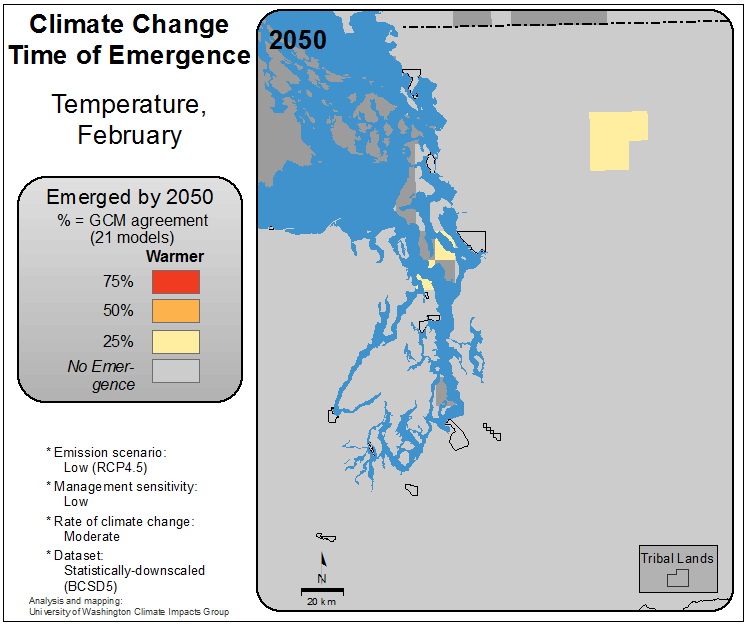 Climate Change
Time of Emergence
Temperature,
February
Emerged by 2050
% = GCM agreement
(21 models)
Warmer
75%
50%
25%
No Emer-
gence
* Emission scenario:
Low (RCP4.5)
* Management sensitivity:
Low
* Rate of climate change:
Moderate
* Dataset:
Statistically-downscaled
(BCSD5)
Analysis and mapping:
University of Washington Climate Impacts Group
2050
N
20 km
Tribal Lands